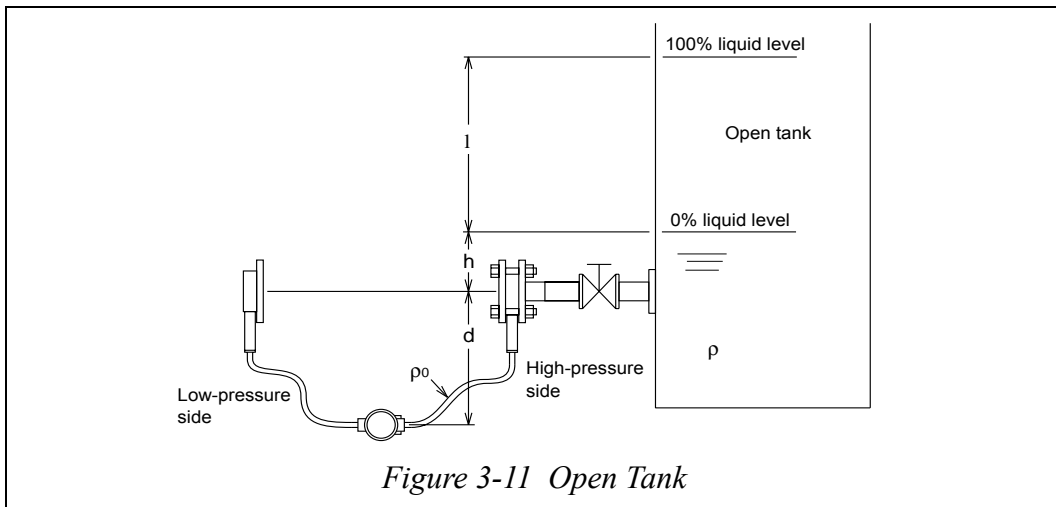 100% liquid level
l
Open tank
0% liquid level
h
d
ρ
ρ0
High-pressure
side
Low-pressure
side
Figure 3-11 Open Tank